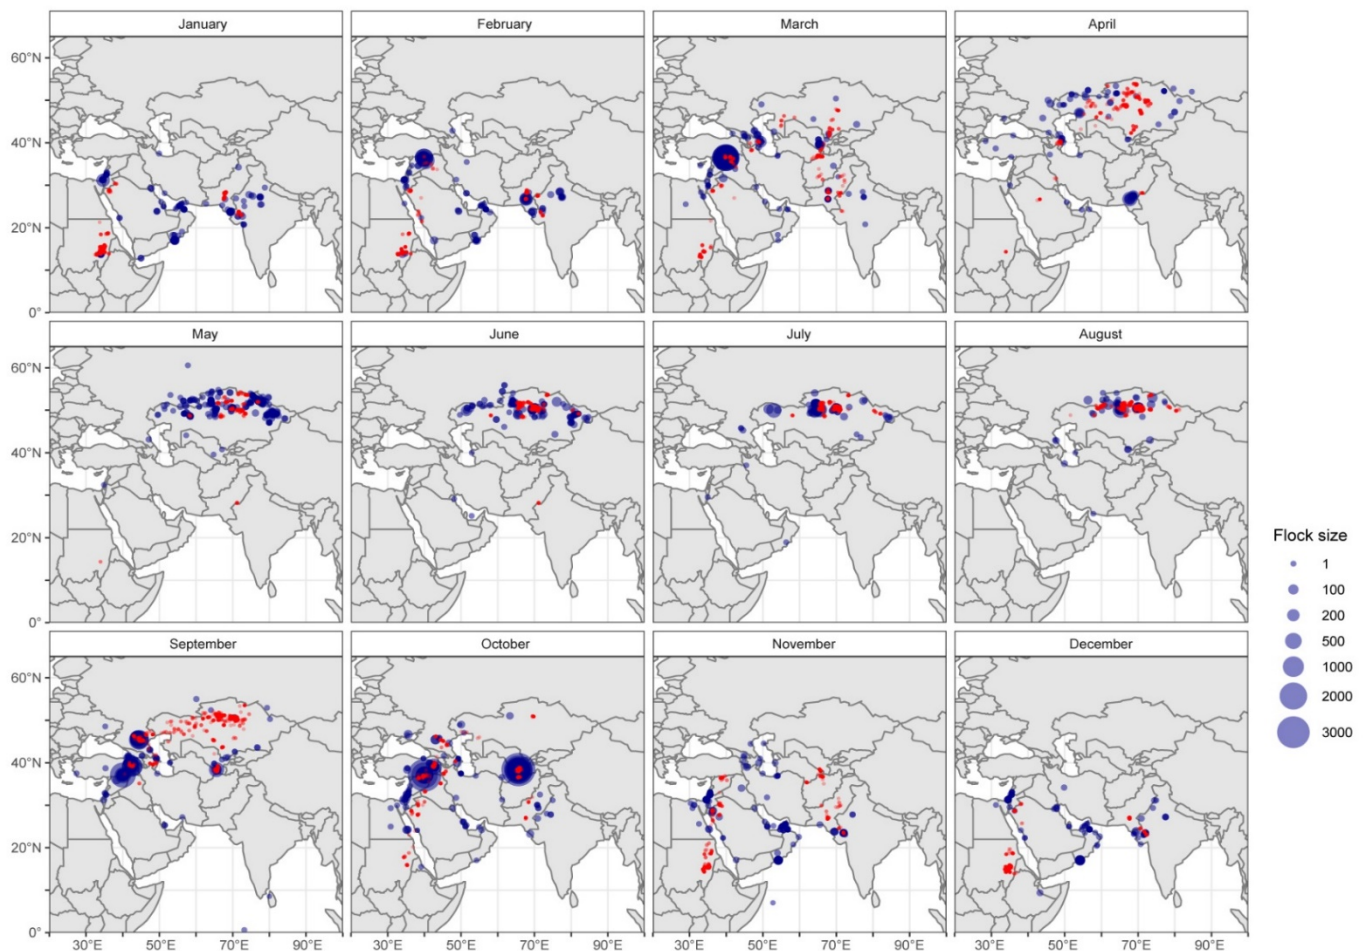 January February March April
60°N
40°N
20°N
0°
May June July August
60°N
40°N
20°N
0°
Flock size
1
100
200
500
1000
2000
3000
September October November December
60°N
40°N
20°N
0°
30°E 50°E 70°E 90°E 30°E 50°E 70°E 90°E 30°E 50°E 70°E 90°E 30°E 50°E 70°E 90°E